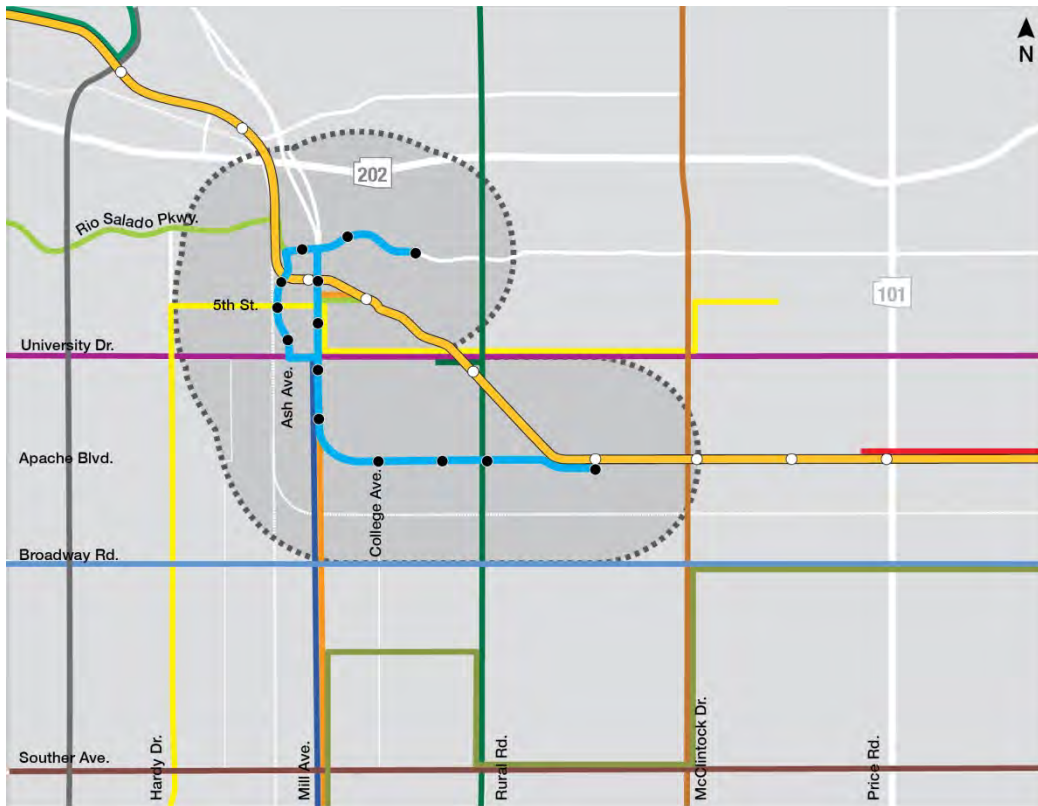 N
202
Rio Salado Pkwy.
101
5th St.
University Dr.
Ash Ave.
Apache Blvd.
College Ave.
Broadway Rd.
Souther Ave.
Hardy Dr.
Mill Ave.
Rural Rd.
McClintock Dr.
Price Rd.